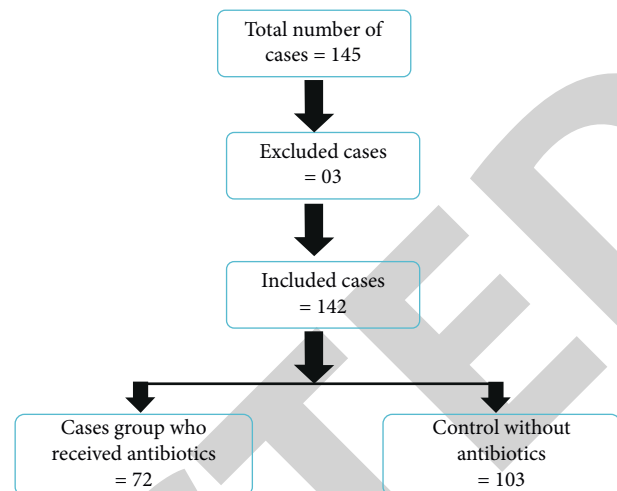 Total number of
cases = 145
Excluded cases
= 03
Included cases
= 142
Cases group who
received antibiotics
= 72
Control without
antibiotics
= 103